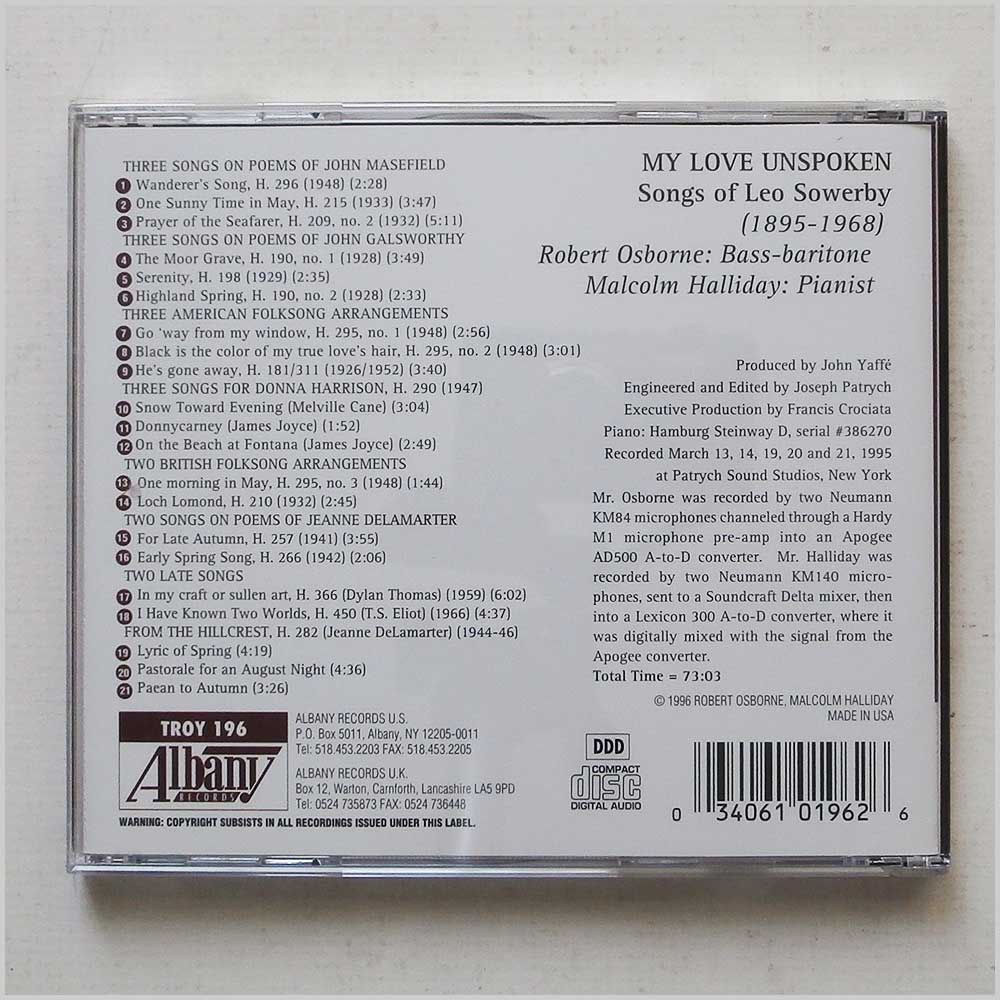 THREE SONGS ON POEMS OF JOHN MASEFIELD
1 Wanderer's Song, H. 296 (1948) (2:28)
2 One Sunny Time in May, H. 215 (1933) (3:47)
3 Prayer of the Seafarer, H. 209, no. 2 (1932) (5:11)
THREE SONGS ON POEMS OF JOHN GALSWORTHY
4 The Moor Grave, H. 190, no. 1 (1928) (3:49)
5 Serenity, H. 198 (1929) (2:35)
6 Highland Spring, H. 190, no. 2 (1928) (2:33)
THREE AMERICAN FOLKSONG ARRANGEMENTS
7 Go 'way from my window, H. 295, no. 1 (1948) (2:56)
8 Black is the color of my true love's hair, H. 295, no. 2 (1948) (3:01)
9 He's gone away, H. 181/311 (1926/1952) (3:40)
THREE SONGS FOR DONNA HARRISON, H. 290 (1947)
10 Snow Toward Evening (Melville Cane) (3:04)
11 Donnycarney (James Joyce) (1:52)
12 On the Beach at Fontana (James Joyce) (2:49)
TWO BRITISH FOLKSONG ARRANGEMENTS
13 One morning in May, H. 295, no. 3 (1948) (1:44)
14 Loch Lomond, H. 210 (1932) (2:45)
TWO SONGS ON POEMS OF JEANNE DELAMARTER
15 For Late Autumn, H. 257 (1941) (3:55)
16 Early Spring Song, H. 266 (1942) (2:06)
TWO LATE SONGS
17 In my craft or sullen art, H. 366 (Dylan Thomas) (1959) (6:02)
18 I Have Known Two Worlds, H. 450 (T.S. Eliot) (1966) (4:37)
FROM THE HILLCREST, H. 282 (Jeanne DeLamarter) (1944-46)
19 Lyric of Spring (4:19)
20 Pastorale for an August Night (4:36)
21 Paean to Autumn (3:26)
MY LOVE UNSPOKEN
Songs of Leo Sowerby
(1895-1968)
Robert Osborne: Bass-baritone
Malcolm Halliday: Pianist
Produced by John Yaffé
Engineered and Edited by Joseph Patrych
Executive Production by Francis Crociata
Piano: Hamburg Steinway D, serial #386270
Recorded March 13, 14, 19, 20 and 21, 1995
at Patrych Sound Studios, New York
Mr. Osborne was recorded by two Neumann
KM84 microphones channeled through a Hardy
M1 microphone pre-amp into an Apogee
AD500 A-to-D converter. Mr. Halliday was
recorded by two Neumann KM140 micro-
phones, sent to a Soundcraft Delta mixer, then
into a Lexicon 300 A-to-D converter, where it
was digitally mixed with the signal from the
Apogee converter.
Total Time = 73:03
© 1996 ROBERT OSBORNE, MALCOLM HALLIDAY
MADE IN USA
TROY 196
Albany
RECORDS
ALBANY RECORDS U.S.
P.O. Box 5011, Albany, NY 12205-0011
Tel: 518.453.2203 FAX: 518.453.2205
ALBANY RECORDS U.K.
Box 12, Warton, Carnforth, Lancashire LA5 9PD
Tel: 0524 735873 FAX: 0524 736448
WARNING: COPYRIGHT SUBSISTS IN ALL RECORDINGS ISSUED UNDER THIS LABEL.
DDD
COMPACT
disc
DIGITAL AUDIO
0 34061 01962 6